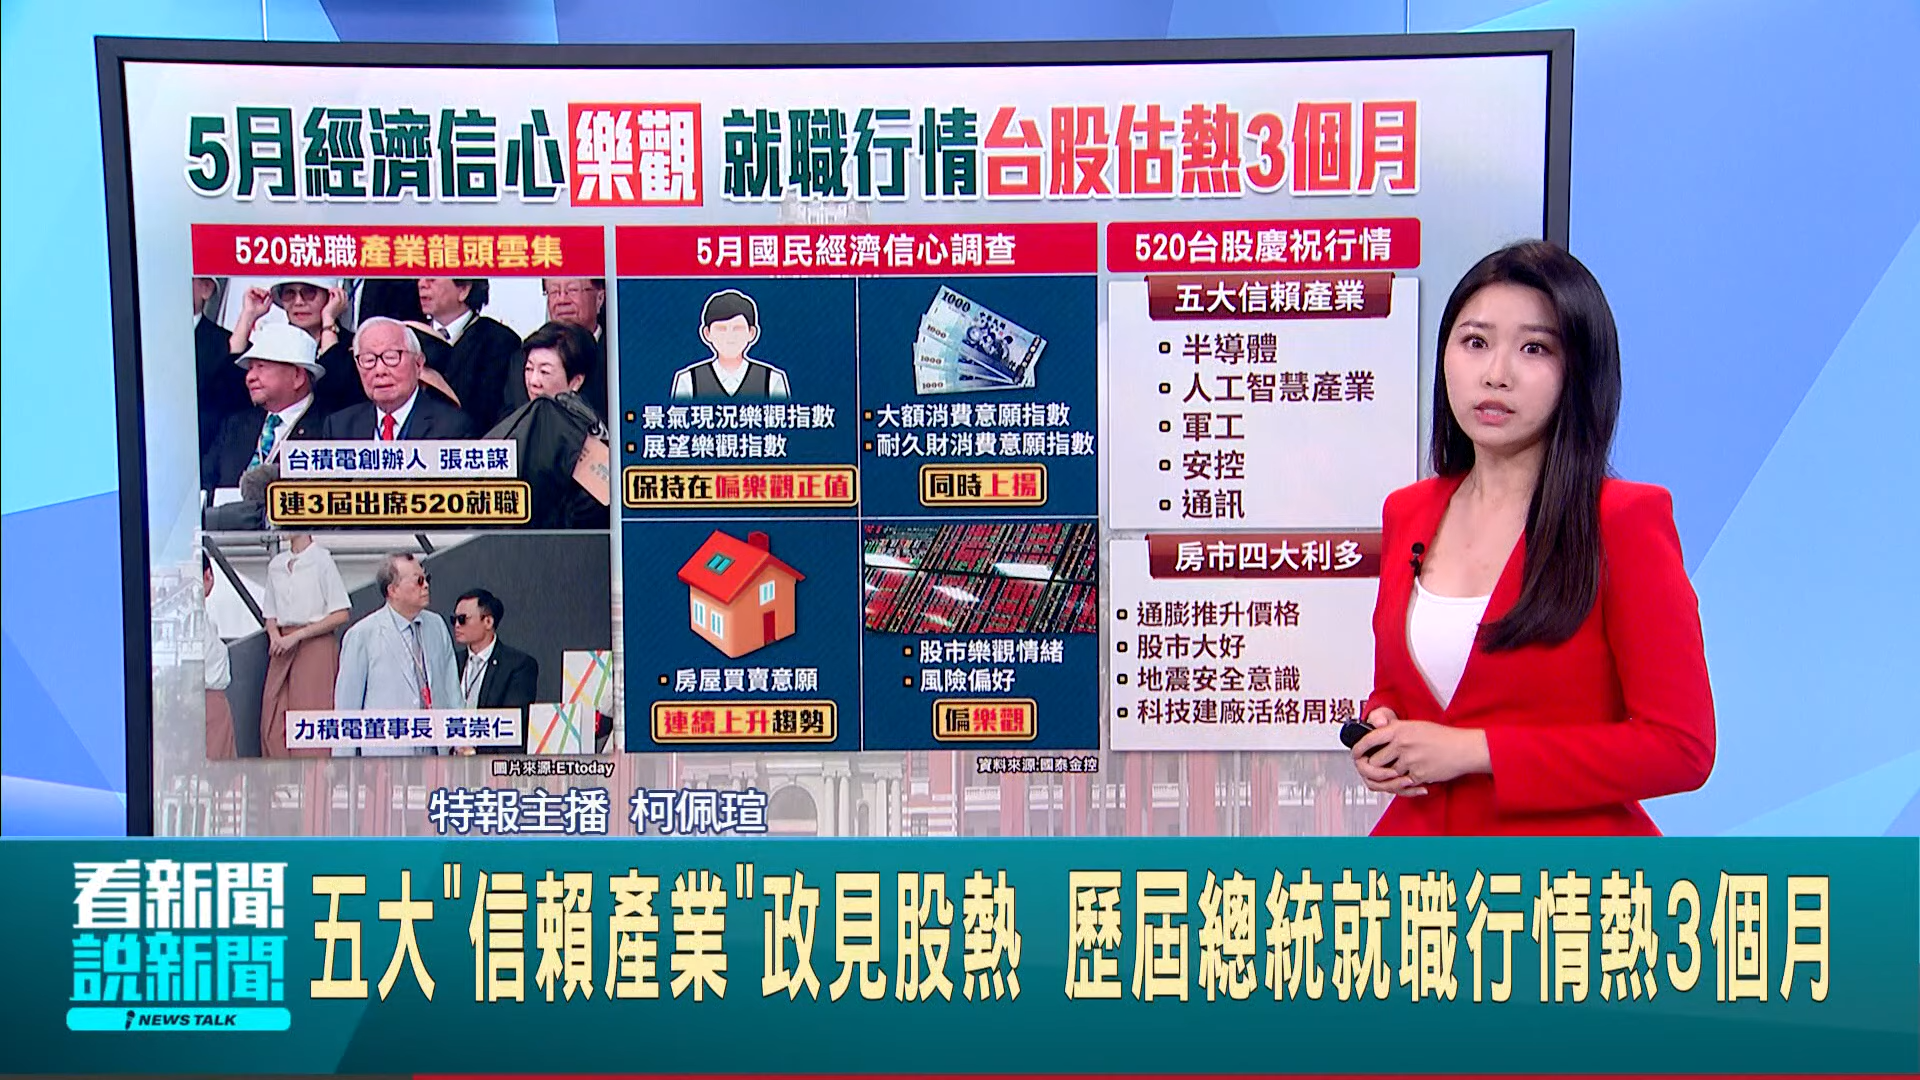 5月經濟信心樂觀 就職行情台股估熱3個月
520就職產業龍頭雲集
台積電創辦人 張忠謀
連3屆出席520就職
力積電董事長 黃崇仁
圖片來源:ETtoday
5月國民經濟信心調查
景氣現況樂觀指數
展望樂觀指數
保持在偏樂觀正值
1000
1000
1000
1000
大額消費意願指數
耐久財消費意願指數
同時上揚
房屋買賣意願
連續上升趨勢
股市樂觀情緒
風險偏好
偏樂觀
資料來源:國泰金控
520台股慶祝行情
五大信賴產業
半導體
人工智慧產業
軍工
安控
通訊
房市四大利多
通膨推升價格
股市大好
地震安全意識
科技建廠活絡周邊
特報主播 柯佩瑄
看新聞
說新聞
NEWS TALK
五大"信賴產業"政見股熱 歷屆總統就職行情熱3個月